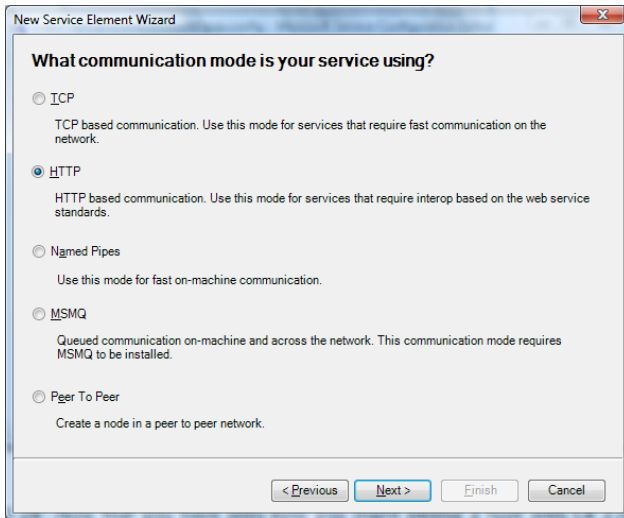 New Service Element Wizard
What communication mode is your service using?
TCP
TCP based communication. Use this mode for services that require fast communication on the
network.
HTTP
HTTP based communication. Use this mode for services that require interop based on the web service
standards.
Named Pipes
Use this mode for fast on-machine communication.
MSMQ
Queued communication on-machine and across the network. This communication mode requires
MSMQ to be installed.
Peer To Peer
Create a node in a peer to peer network.
< Previous Next > Finish Cancel